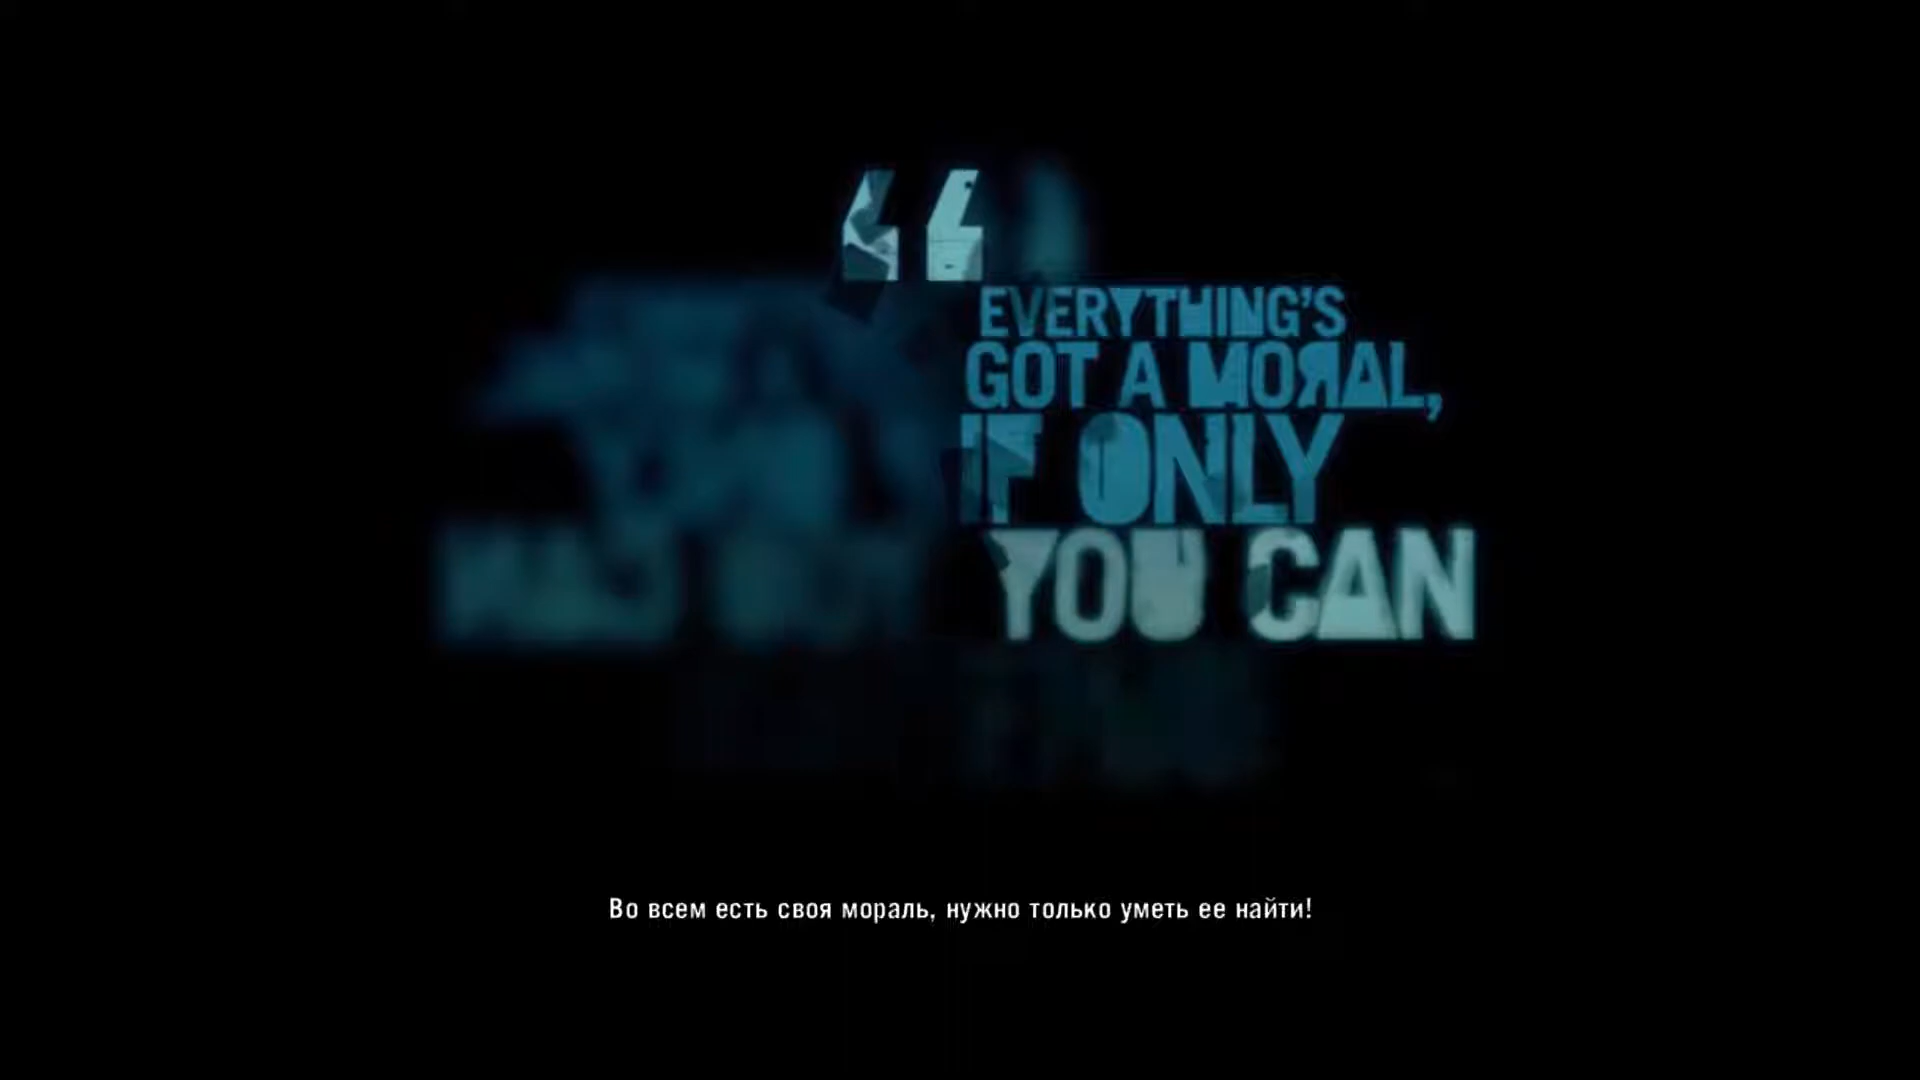 “
EVERYTHING’S
GOT A MORAL,
IF ONLY
YOU CAN
Во всем есть своя мораль, нужно только уметь ее найти!